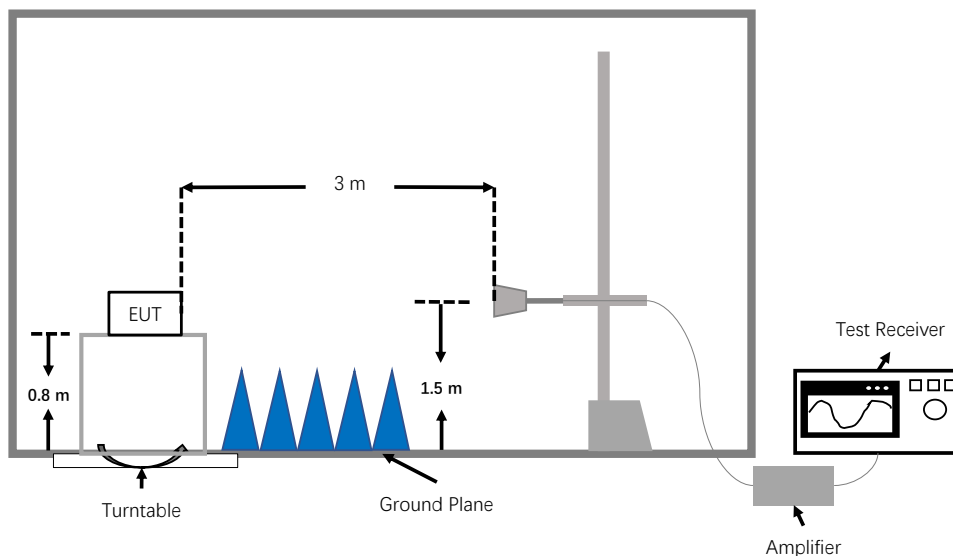 3 m
EUT
Test Receiver
0.8 m
1.5 m
Turntable
Ground Plane
Amplifier